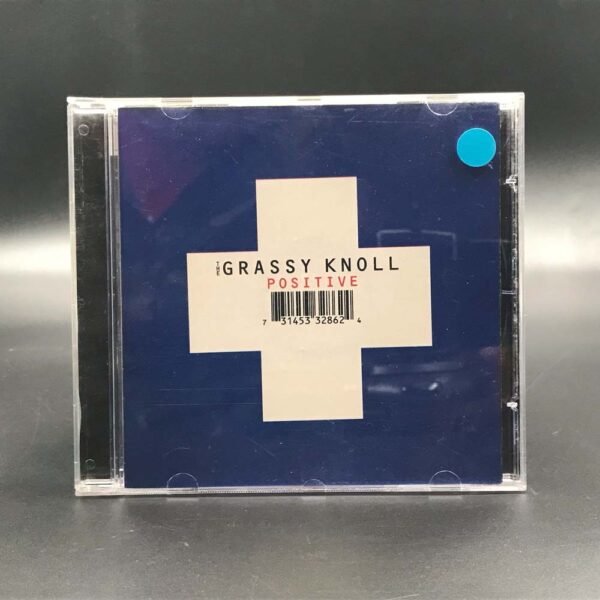 THE GRASSY KNOLL
POSITIVE
7 31453 32862 4